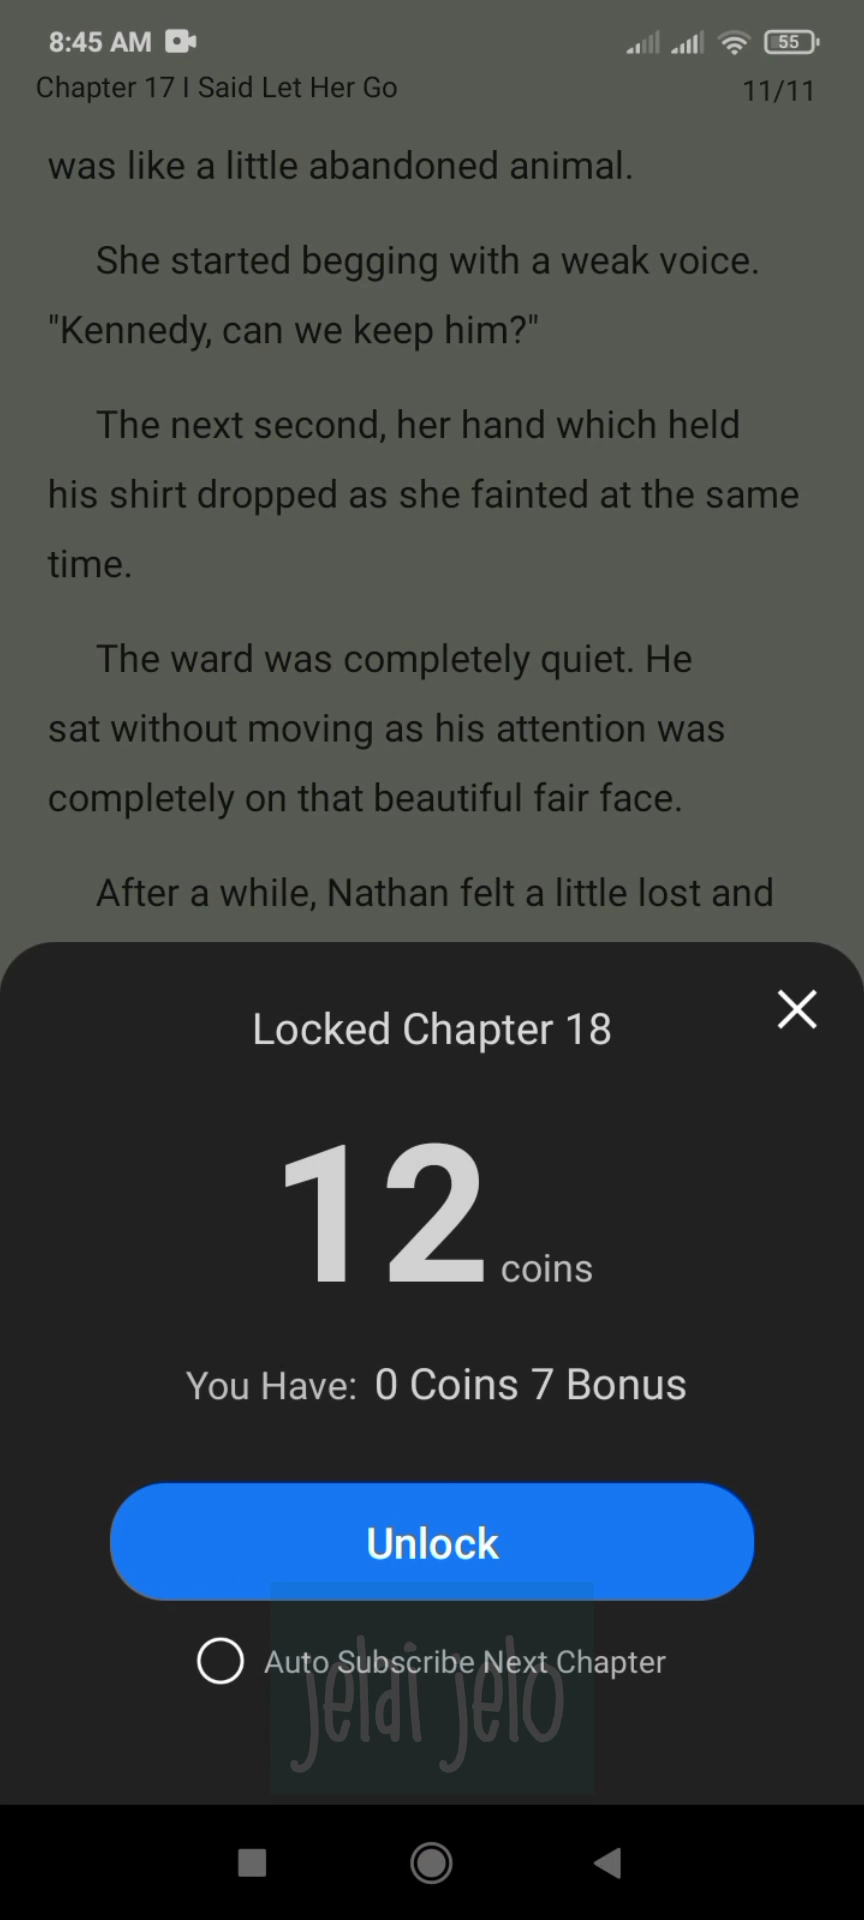 8:45 AM
55
Chapter 17 I Said Let Her Go
11/11
was like a little abandoned animal.
She started begging with a weak voice.
"Kennedy, can we keep him?"
The next second, her hand which held
his shirt dropped as she fainted at the same
time.
The ward was completely quiet. He
sat without moving as his attention was
completely on that beautiful fair face.
After a while, Nathan felt a little lost and
Locked Chapter 18
12 coins
You Have: 0 Coins 7 Bonus
Unlock
Auto Subscribe Next Chapter
jelai jelo